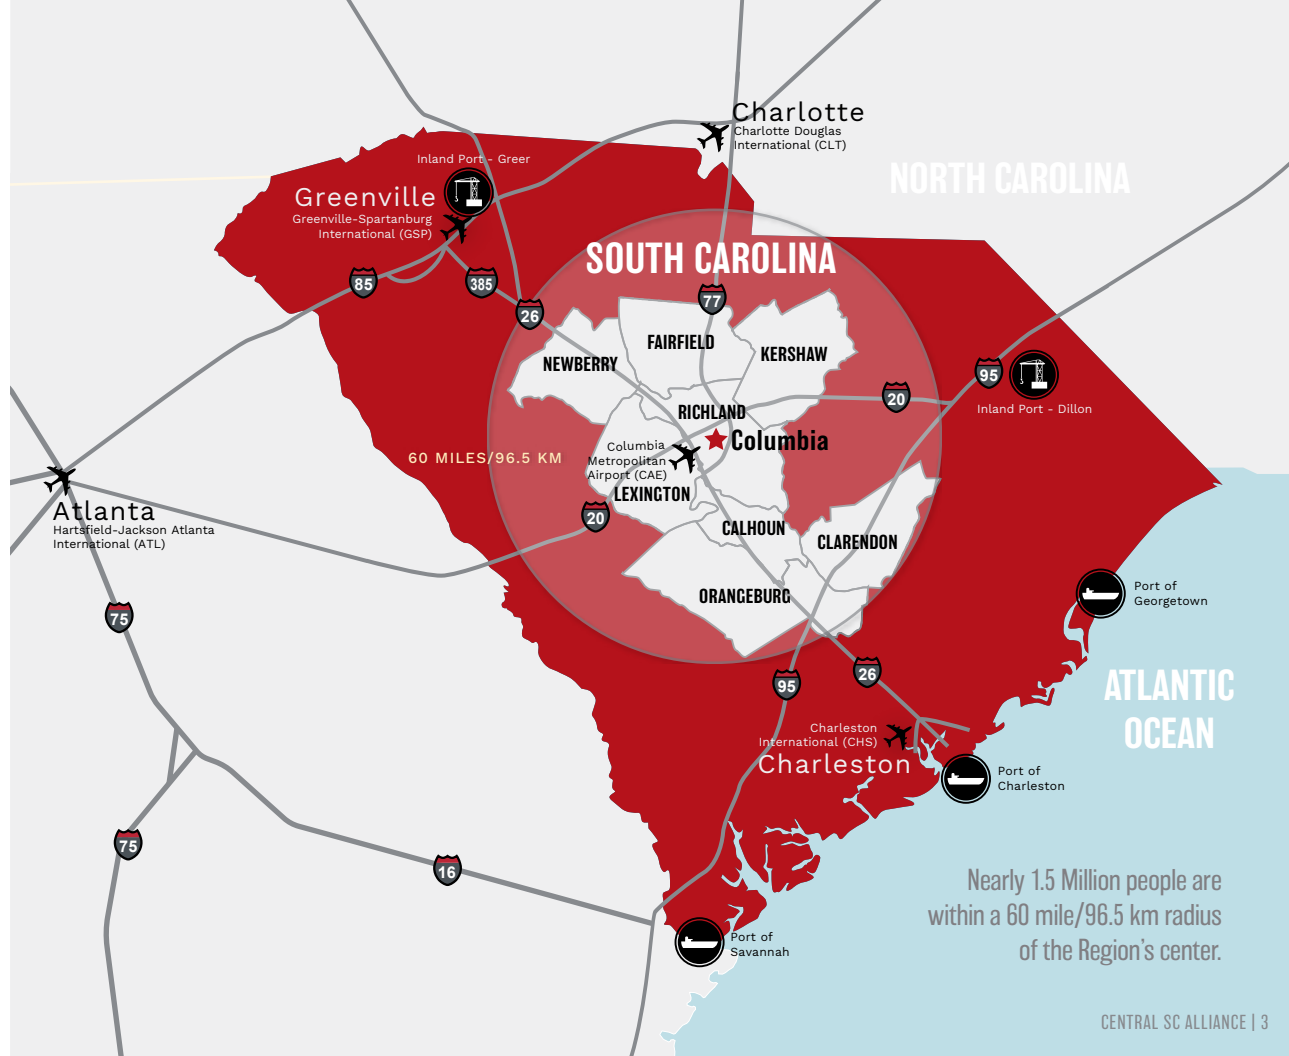 Charlotte
Charlotte Douglas
International (CLT)
Inland Port - Greer
NORTH CAROLINA
Greenville
Greenville-Spartanburg
International (GSP)
SOUTH CAROLINA
85
385
77
26
FAIRFIELD
KERSHAW
NEWBERRY
95
20
Inland Port - Dillon
RICHLAND
Columbia
Columbia
Metropolitan
Airport (CAE)
60 MILES/96.5 KM
LEXINGTON
20
CALHOUN
CLARENDON
Atlanta
Hartsfield-Jackson Atlanta
International (ATL)
ORANGEBURG
Port of
Georgetown
75
26
95
ATLANTIC
OCEAN
Charleston
International (CHS)
Charleston
Port of
Charleston
75
16
Nearly 1.5 Million people are
within a 60 mile/96.5 km radius
of the Region's center.
Port of
Savannah
CENTRAL SC ALLIANCE | 3